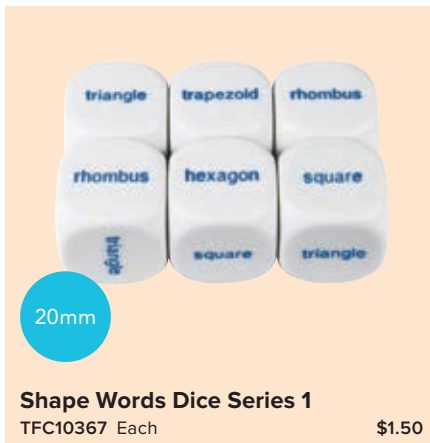 triangle trapezoid rhombus
rhombus hexagon square
triangle square triangle
20mm
Shape Words Dice Series 1
TFC10367 Each $1.50